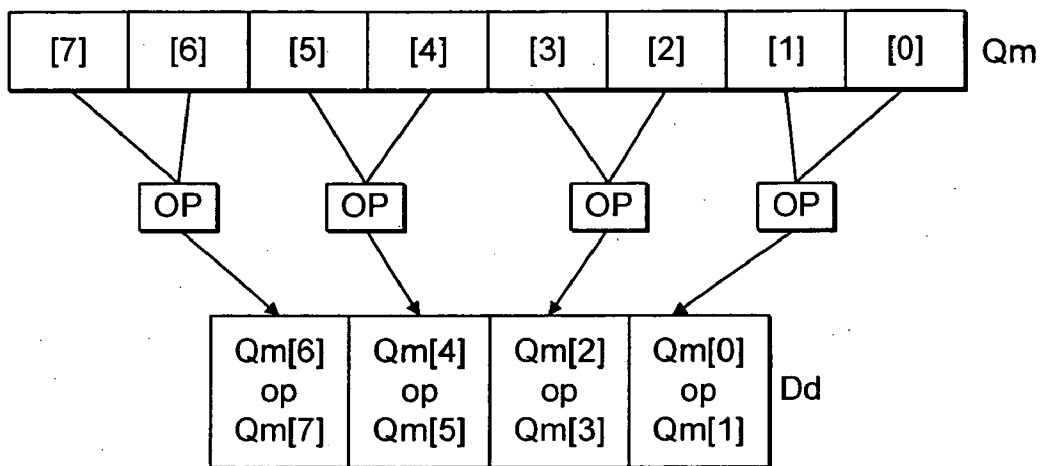 [7] [6] [5] [4] [3] [2] [1] [0] Qm
OP OP OP OP
Qm[6] Qm[4] Qm[2] Qm[0]
op op op op Dd
Qm[7] Qm[5] Qm[3] Qm[1]